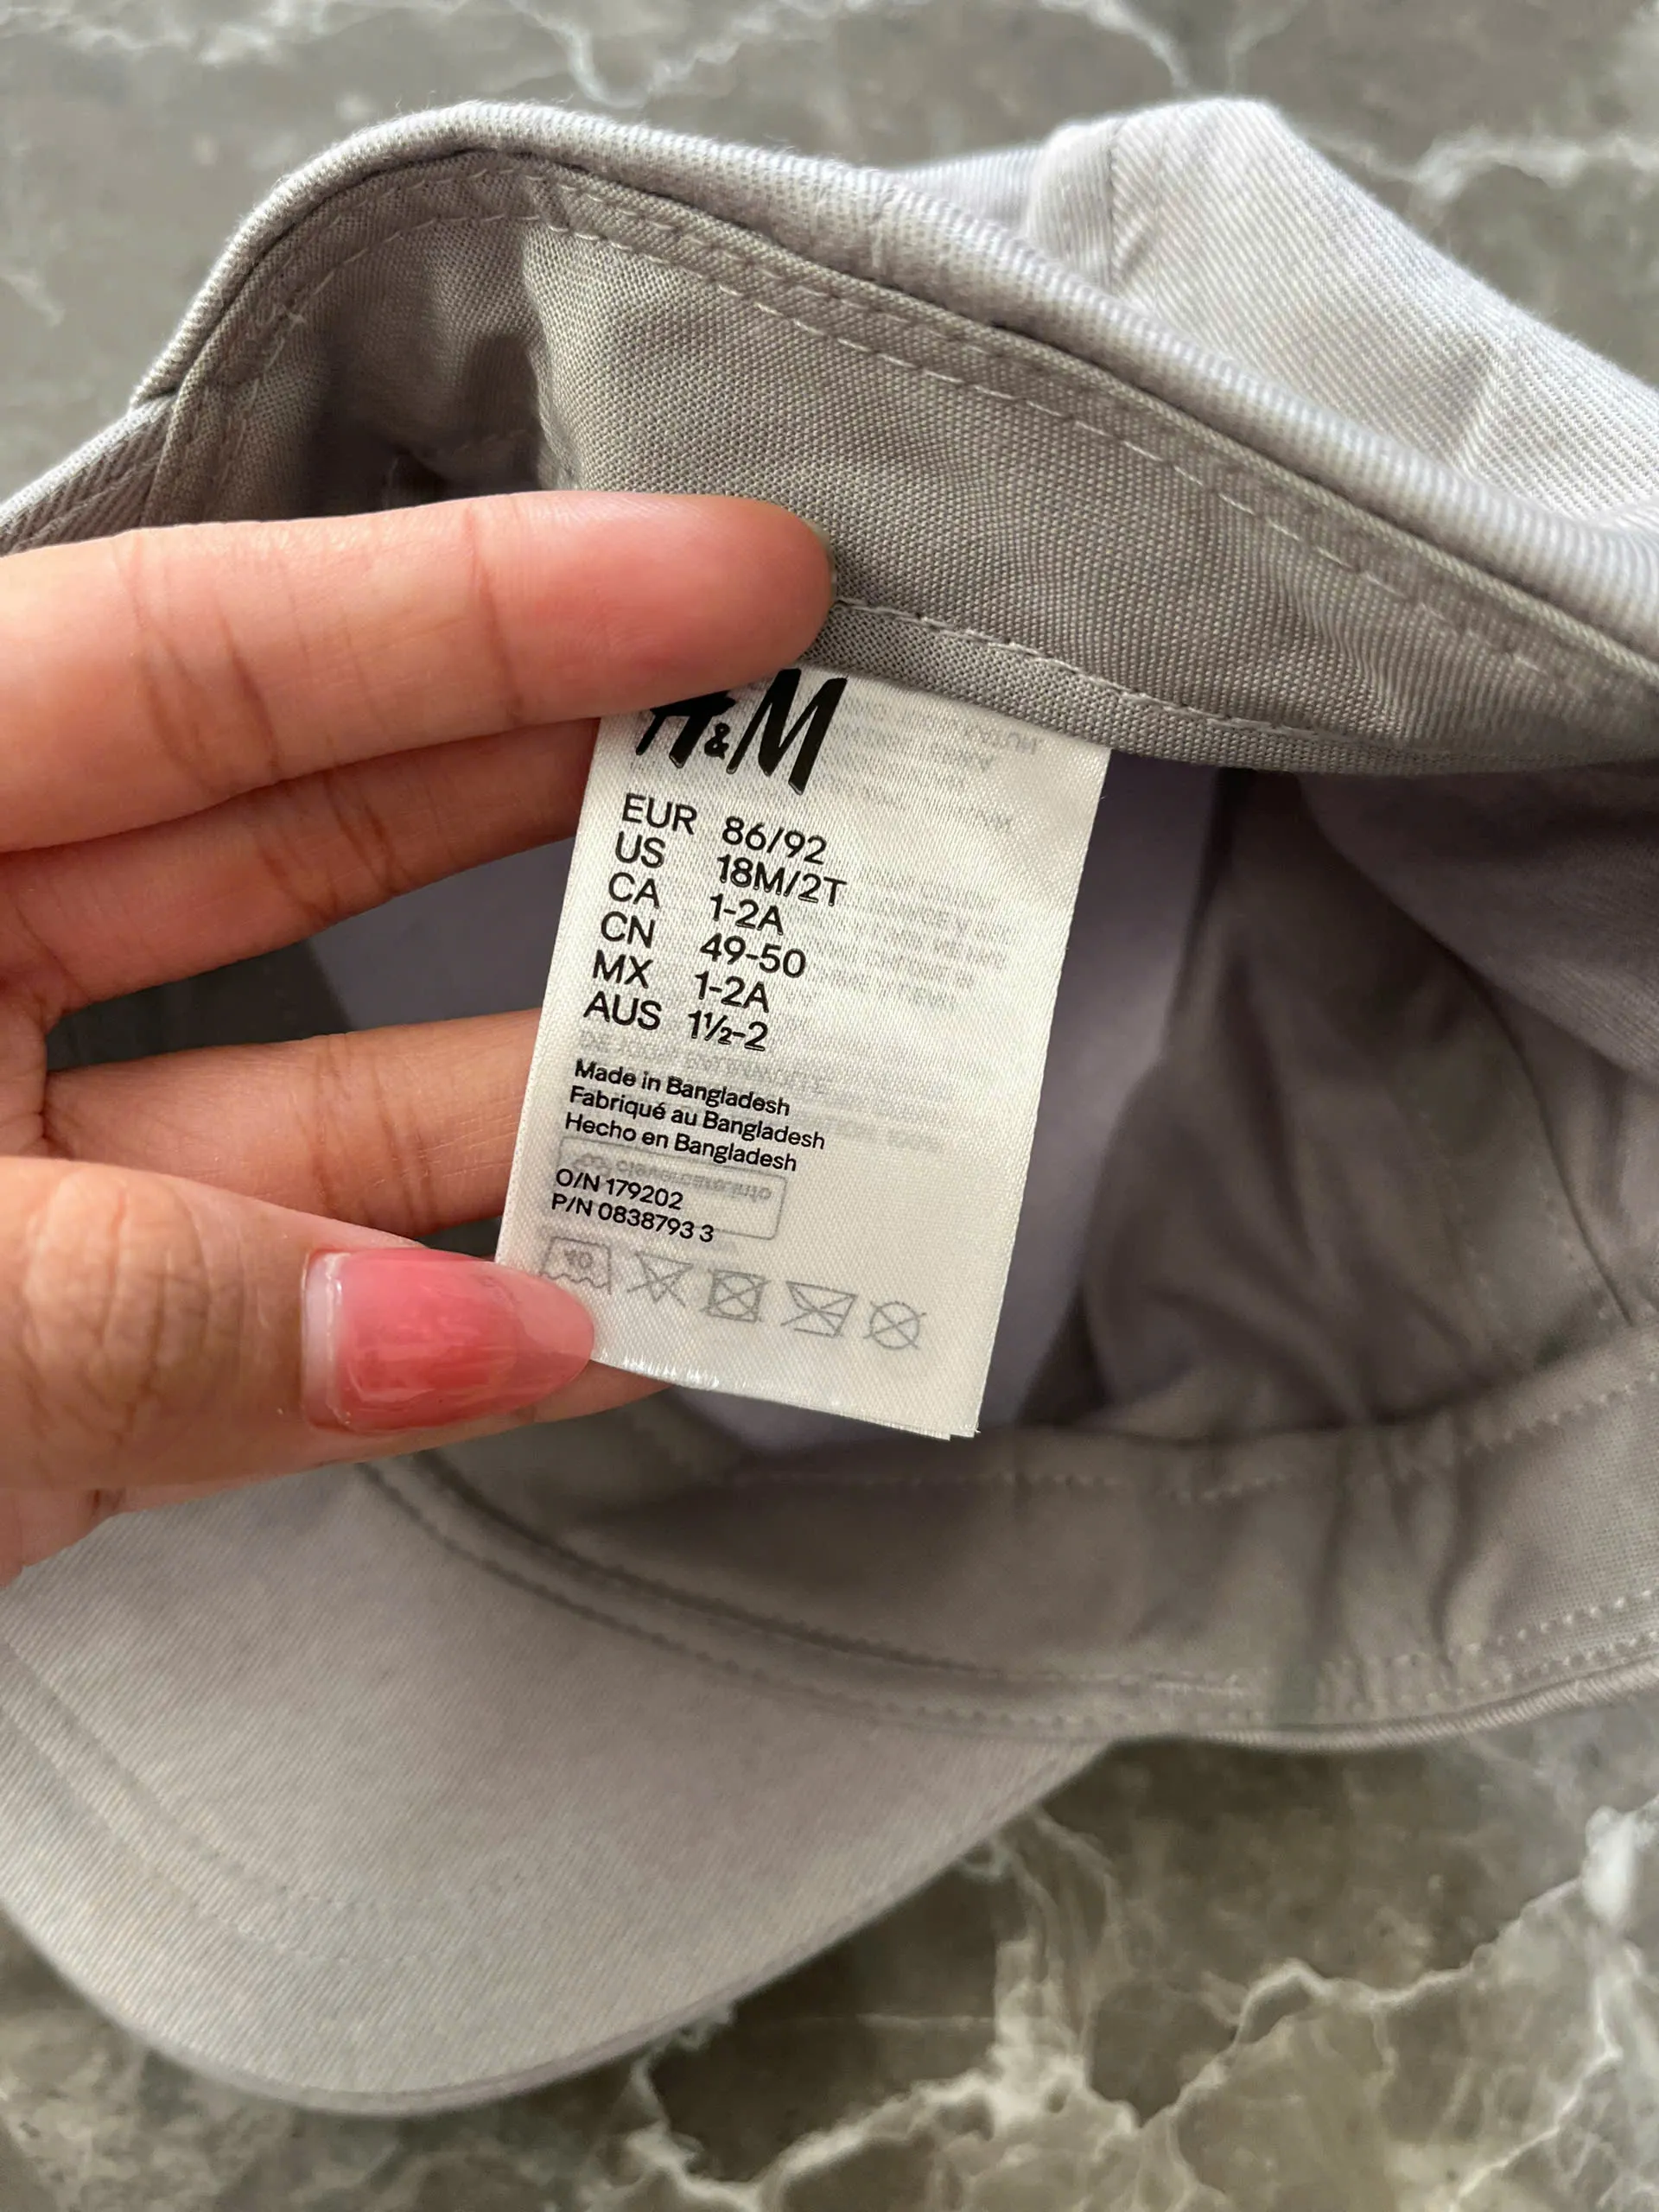 H&M
EUR 86/92
US 18M/2T
CA 1-2A
CN 49-50
MX 1-2A
AUS 1½-2
Made in Bangladesh
Fabriqué au Bangladesh
Hecho en Bangladesh
O/N 179202
P/N 0838793 3
40